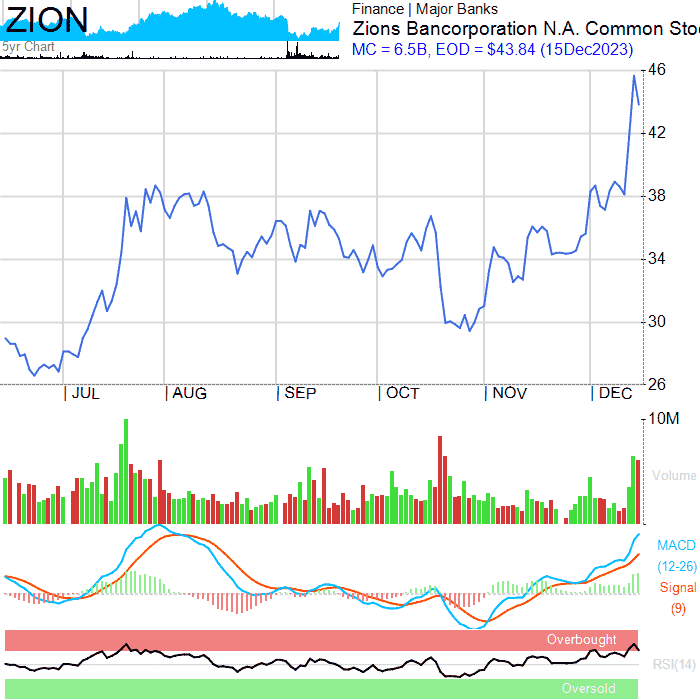 ZION
5yr Chart
Finance | Major Banks
Zions Bancorporation N.A. Common Sto
MC = 6.5B, EOD = $43.84 (15Dec2023)
46
42
38
34
30
26
JUL AUG SEP OCT NOV DEC
10M
Volume
MACD
(12-26)
Signal
(9)
Overbought
RSI(14)
Oversold